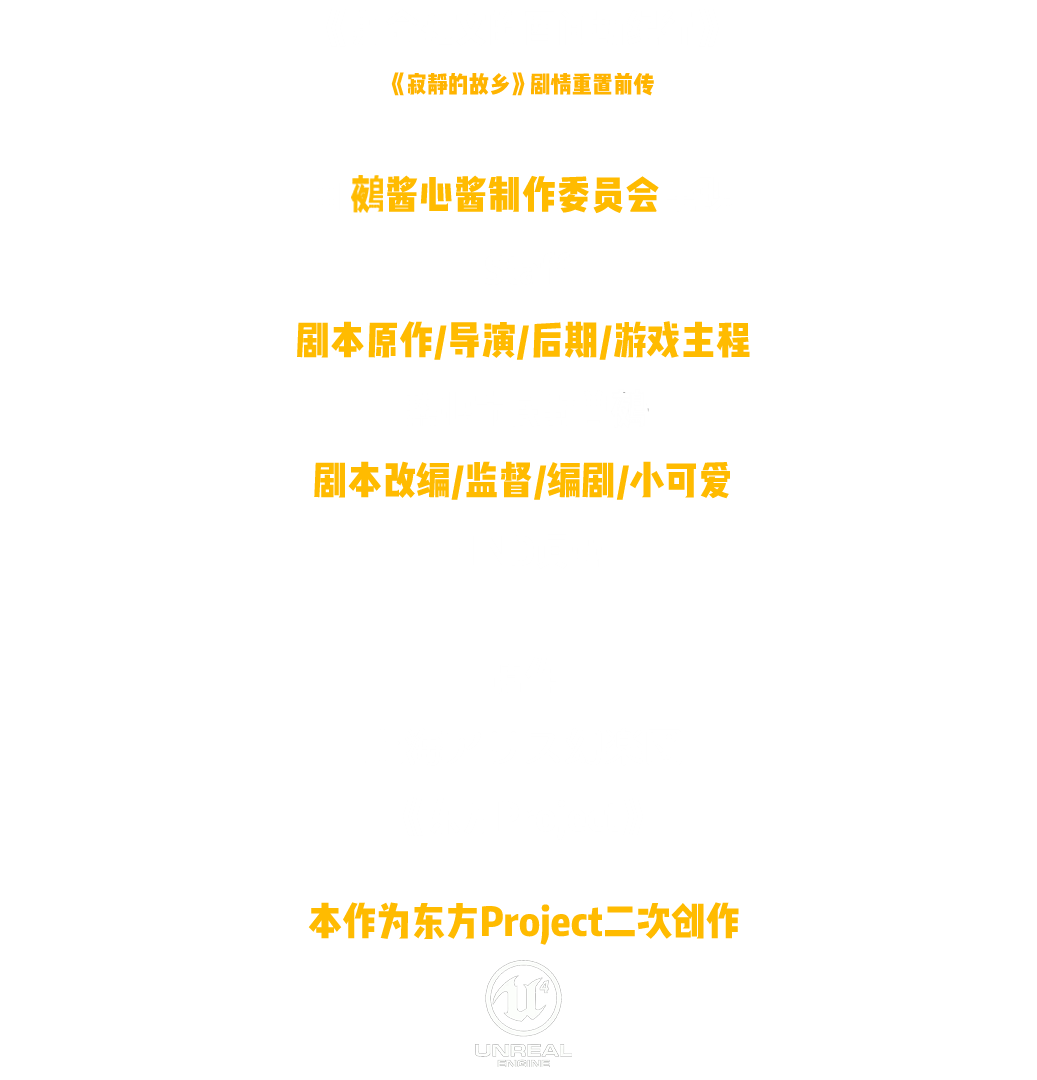 《寂靜的故乡》剧情重置前传
鵺酱心酱制作委员会
剧本原作/导演/后期/游戏主程
剧本改编/监督/编剧/小可爱
本作为东方Project二次创作
UNREAL
ENGINE